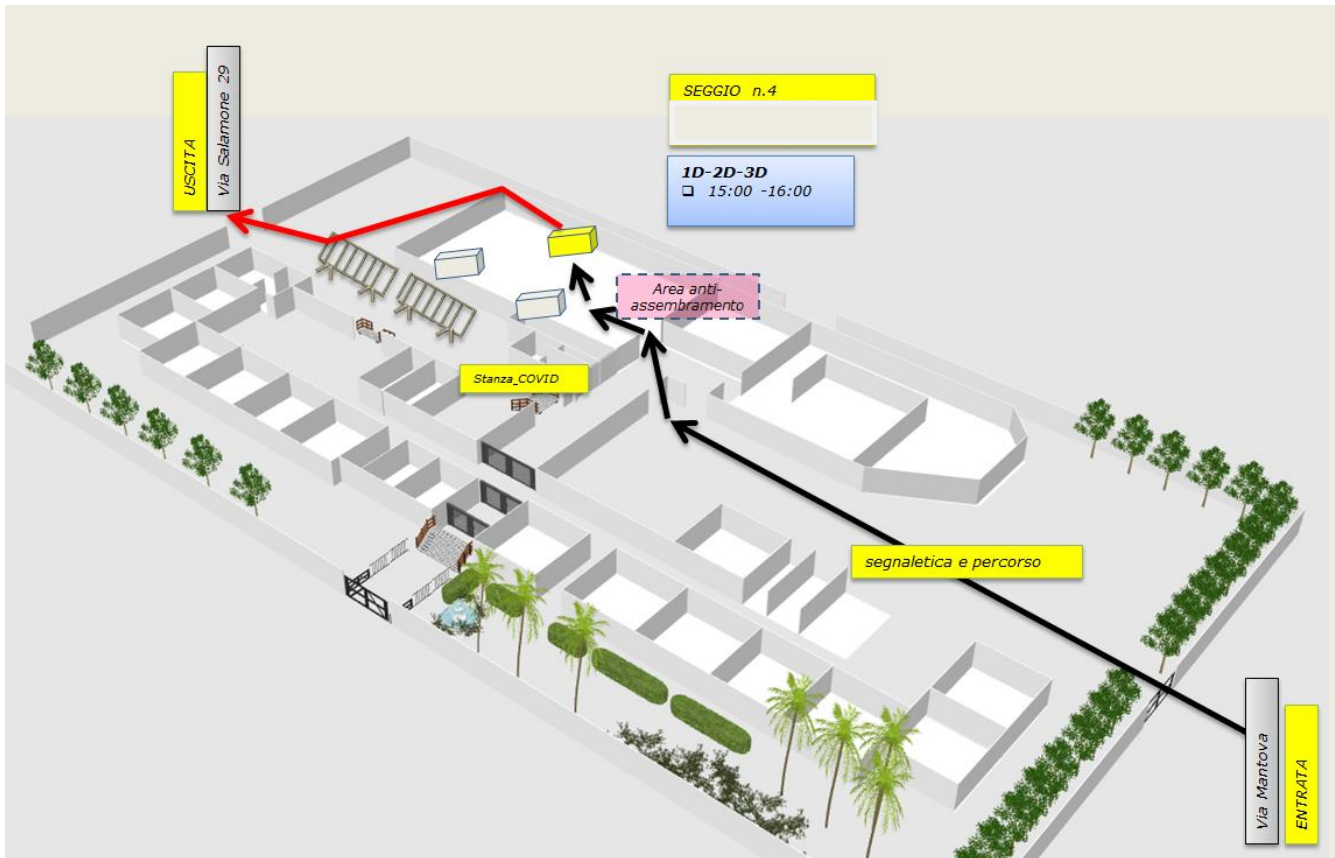 USCITA
Via Salamone 29
SEGGIO n.4
1D-2D-3D
❑ 15:00 -16:00
Area anti-
assembramento
Stanza_COVID
segnaletica e percorso
Via Mantova
ENTRATA